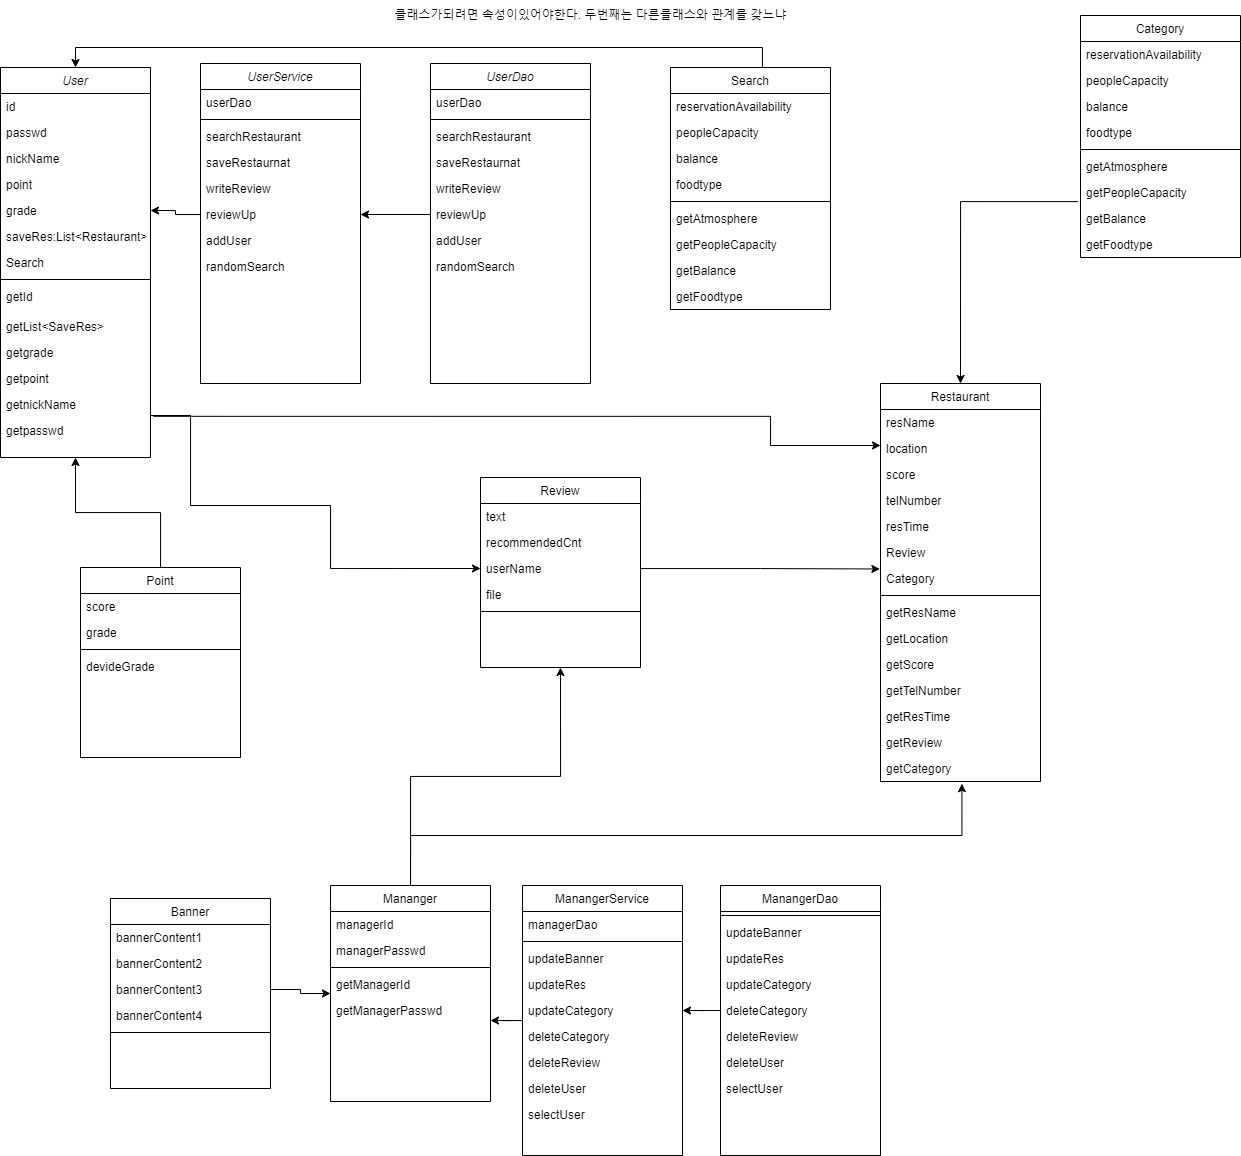 클래스가되려면 속성이있어야한다. 두번째는 다른클래스와 관계를 갖느냐
User
id
passwd
nickName
point
grade
saveRes:List<Restaurant>
Search
getId
getList<SaveRes>
getgrade
getpoint
getnickName
getpasswd
UserService
userDao
searchRestaurant
saveRestaurnat
writeReview
reviewUp
addUser
randomSearch
UserDao
userDao
searchRestaurant
saveRestaurnat
writeReview
reviewUp
addUser
randomSearch
Search
reservationAvailability
peopleCapacity
balance
foodtype
getAtmosphere
getPeopleCapacity
getBalance
getFoodtype
Category
reservationAvailability
peopleCapacity
balance
foodtype
getAtmosphere
getPeopleCapacity
getBalance
getFoodtype
Restaurant
resName
location
score
telNumber
resTime
Review
Category
getResName
getLocation
getScore
getTelNumber
getResTime
getReview
getCategory
Review
text
recommendedCnt
userName
file
Point
score
grade
devideGrade
Banner
bannerContent1
bannerContent2
bannerContent3
bannerContent4
Mananger
managerId
managerPasswd
getManagerId
getManagerPasswd
ManangerService
managerDao
updateBanner
updateRes
updateCategory
deleteCategory
deleteReview
deleteUser
selectUser
ManangerDao
updateBanner
updateRes
updateCategory
deleteCategory
deleteReview
deleteUser
selectUser